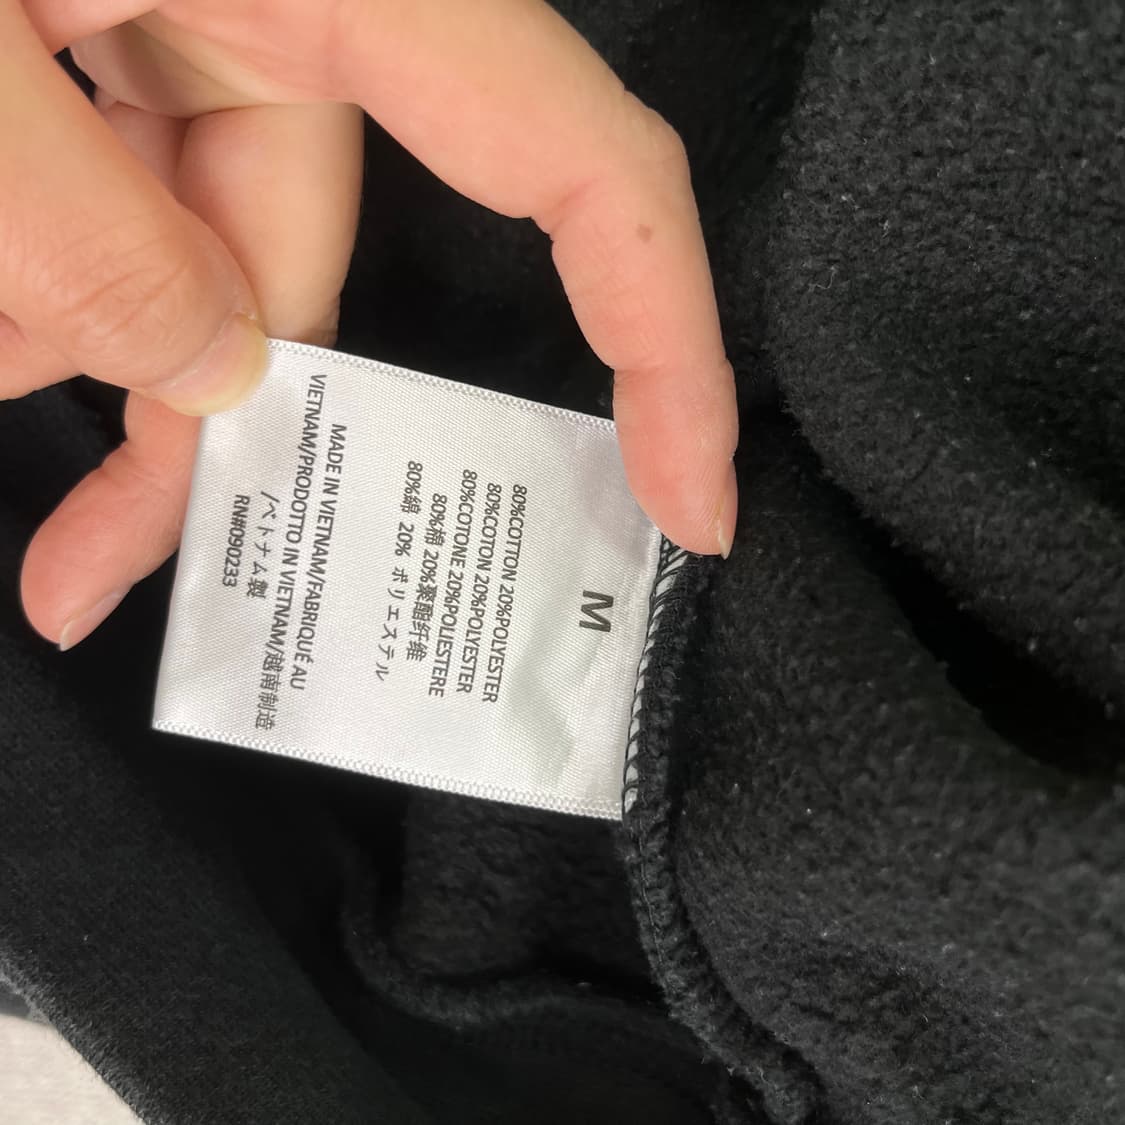 M
80%COTTON 20%POLYESTER
80%COTON 20%POLYESTER
80%COTONE 20%POLIESTERE
80%綿 20%聚酯纤维
80%綿 20% ポリエステル
MADE IN VIETNAM/FABRIQUÉ AU
VIETNAM/PRODOTTO IN VIETNAM/越南制造
/ベトナム製
RN#090233